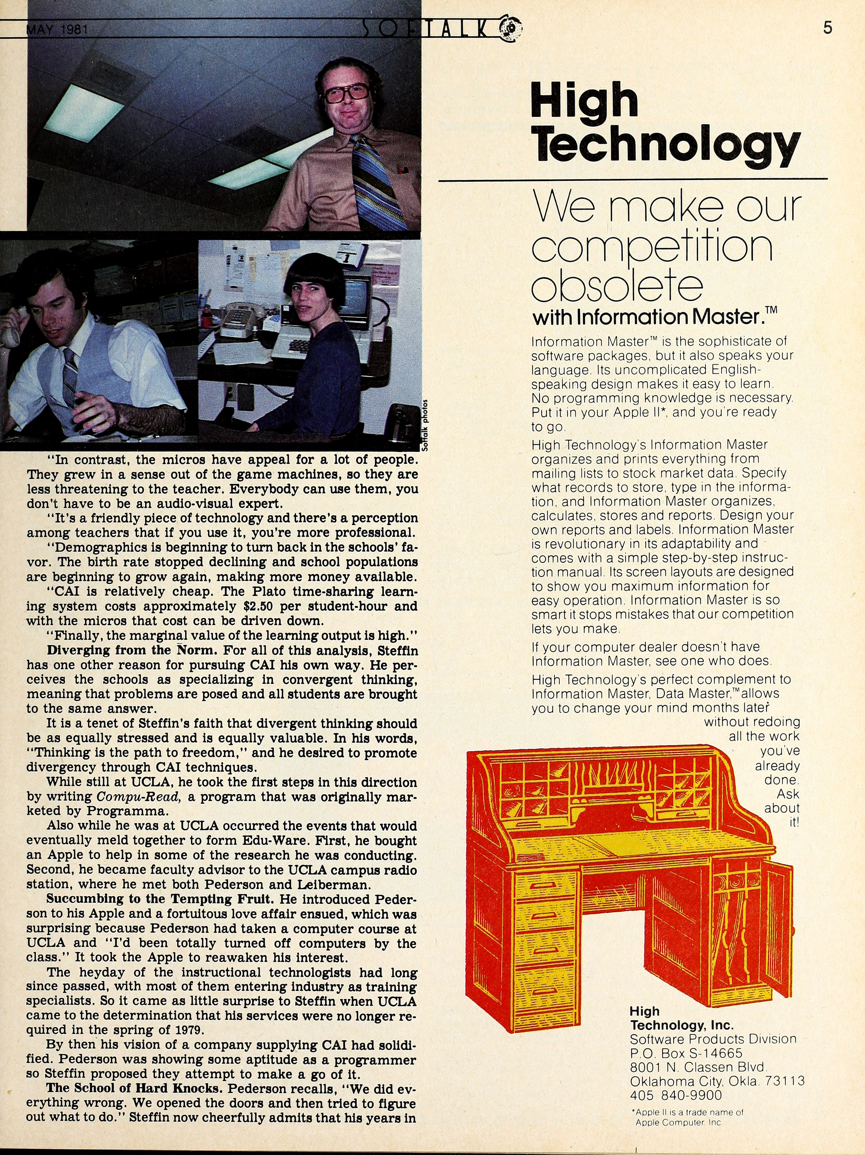 MAY 1981
SOFTALK
5
Softalk photos
"In contrast, the micros have appeal for a lot of people.
They grew in a sense out of the game machines, so they are
less threatening to the teacher. Everybody can use them, you
don't have to be an audio-visual expert.
"It's a friendly piece of technology and there's a perception
among teachers that if you use it, you're more professional.
"Demographics is beginning to turn back in the schools' fa-
vor. The birth rate stopped declining and school populations
are beginning to grow again, making more money available.
"CAI is relatively cheap. The Plato time-sharing learn-
ing system costs approximately $2.50 per student-hour and
with the micros that cost can be driven down.
"Finally, the marginal value of the learning output is high."
Diverging from the Norm. For all of this analysis, Steffin
has one other reason for pursuing CAI his own way. He per-
ceives the schools as specializing in convergent thinking,
meaning that problems are posed and all students are brought
to the same answer.
It is a tenet of Steffin's faith that divergent thinking should
be as equally stressed and is equally valuable. In his words,
"Thinking is the path to freedom," and he desired to promote
divergency through CAI techniques.
While still at UCLA, he took the first steps in this direction
by writing Compu-Read, a program that was originally mar-
keted by Programma.
Also while he was at UCLA occurred the events that would
eventually meld together to form Edu-Ware. First, he bought
an Apple to help in some of the research he was conducting.
Second, he became faculty advisor to the UCLA campus radio
station, where he met both Pederson and Leiberman.
Succumbing to the Tempting Fruit. He introduced Peder-
son to his Apple and a fortuitous love affair ensued, which was
surprising because Pederson had taken a computer course at
UCLA and "I'd been totally turned off computers by the
class." It took the Apple to reawaken his interest.
The heyday of the instructional technologists had long
since passed, with most of them entering industry as training
specialists. So it came as little surprise to Steffin when UCLA
came to the determination that his services were no longer re-
quired in the spring of 1979.
By then his vision of a company supplying CAI had solidi-
fied. Pederson was showing some aptitude as a programmer
so Steffin proposed they attempt to make a go of it.
The School of Hard Knocks. Pederson recalls, "We did ev-
erything wrong. We opened the doors and then tried to figure
out what to do." Steffin now cheerfully admits that his years in
High
Technology
We make our
competition
obsolete
with Information Master.™
Information Master™ is the sophisticate of
software packages, but it also speaks your
language. Its uncomplicated English-
speaking design makes it easy to learn.
No programming knowledge is necessary.
Put it in your Apple II*, and you're ready
to go.
High Technology's Information Master
organizes and prints everything from
mailing lists to stock market data. Specify
what records to store, type in the informa-
tion, and Information Master organizes,
calculates, stores and reports. Design your
own reports and labels. Information Master
is revolutionary in its adaptability and
comes with a simple step-by-step instruc-
tion manual. Its screen layouts are designed
to show you maximum information for
easy operation. Information Master is so
smart it stops mistakes that our competition
lets you make.
If your computer dealer doesn't have
Information Master, see one who does.
High Technology's perfect complement to
Information Master, Data Master,™ allows
you to change your mind months later
without redoing
all the work
you've
already
done.
Ask
about
it!
High
Technology, Inc.
Software Products Division
P.O. Box S-14665
8001 N. Classen Blvd.
Oklahoma City, Okla. 73113
405 840-9900
*Apple II is a trade name of
Apple Computer, Inc.